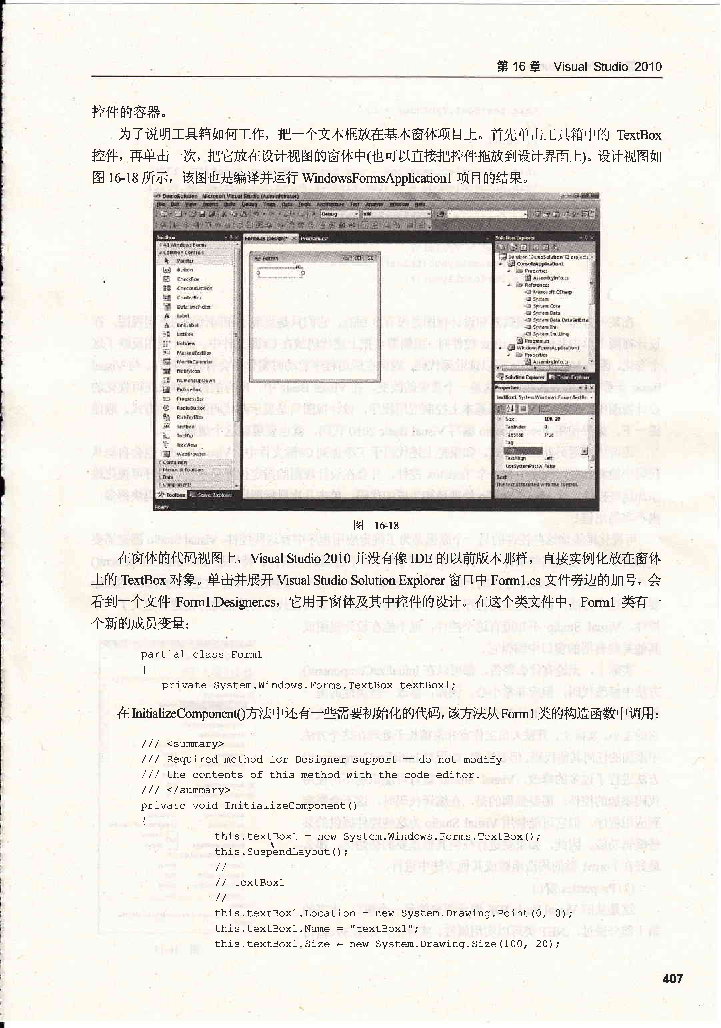 第 16 章 Visual Studio 2010
控件的容器。
为了说明工具箱如何工作，把一个文本框放在基本窗体项目上。首先单击工具箱中的 TextBox
控件，再单击一次，把它放在设计视图的窗体中(也可以直接把控件拖放到设计界面上)。设计视图如
图 16-18 所示，该图也是编译并运行 WindowsFormsApplication1 项目的结果。
图 16-18
在窗体的代码视图上，Visual Studio 2010 并没有像 IDE 的以前版本那样，直接实例化放在窗体
上的 TextBox 对象。单击并展开 Visual Studio Solution Explorer 窗口中 Form1.cs 文件旁边的加号，会
看到一个文件 Form1.Designer.cs，它用于窗体及其中控件的设计。在这个类文件中，Form1 类有一
个新的成员变量：
partial class Form1
{
private System.Windows.Forms.TextBox textBox1;
在 InitializeComponent()方法中还有一些需要初始化的代码，该方法从 Form1 类的构造函数中调用：
/// <summary>
/// Required method for Designer support — do not modify
/// the contents of this method with the code editor.
/// </summary>
private void InitializeComponent()
{
this.textBox1 = new System.Windows.Forms.TextBox();
this.SuspendLayout();
//
// textBox1
//
this.textBox1.Location = new System.Drawing.Point(0, 0);
this.textBox1.Name = "textBox1";
this.textBox1.Size = new System.Drawing.Size(100, 20);
407